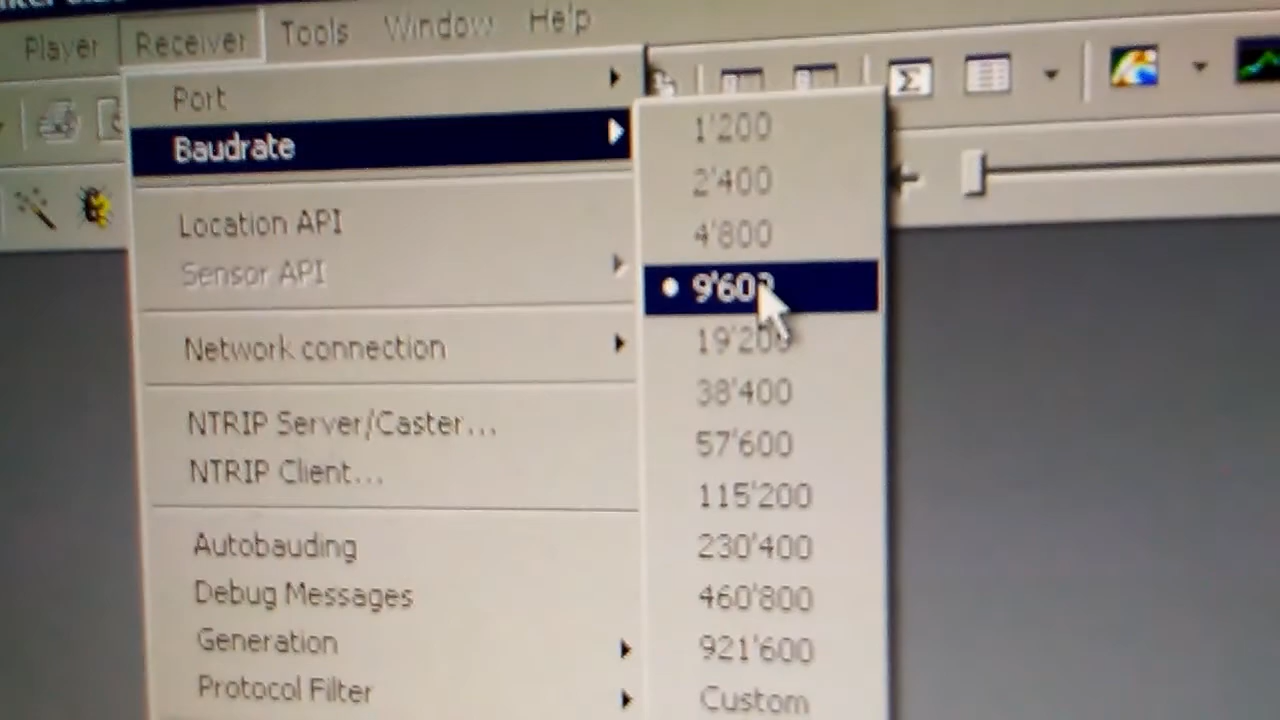 Player Receiver Tools Window Help
Port
Baudrate
Location API
Sensor API
Network connection
NTRIP Server/Caster...
NTRIP Client...
Autobauding
Debug Messages
Generation
Protocol Filter
1'200
2'400
4'800
9'600
19'200
38'400
57'600
115'200
230'400
460'800
921'600
Custom